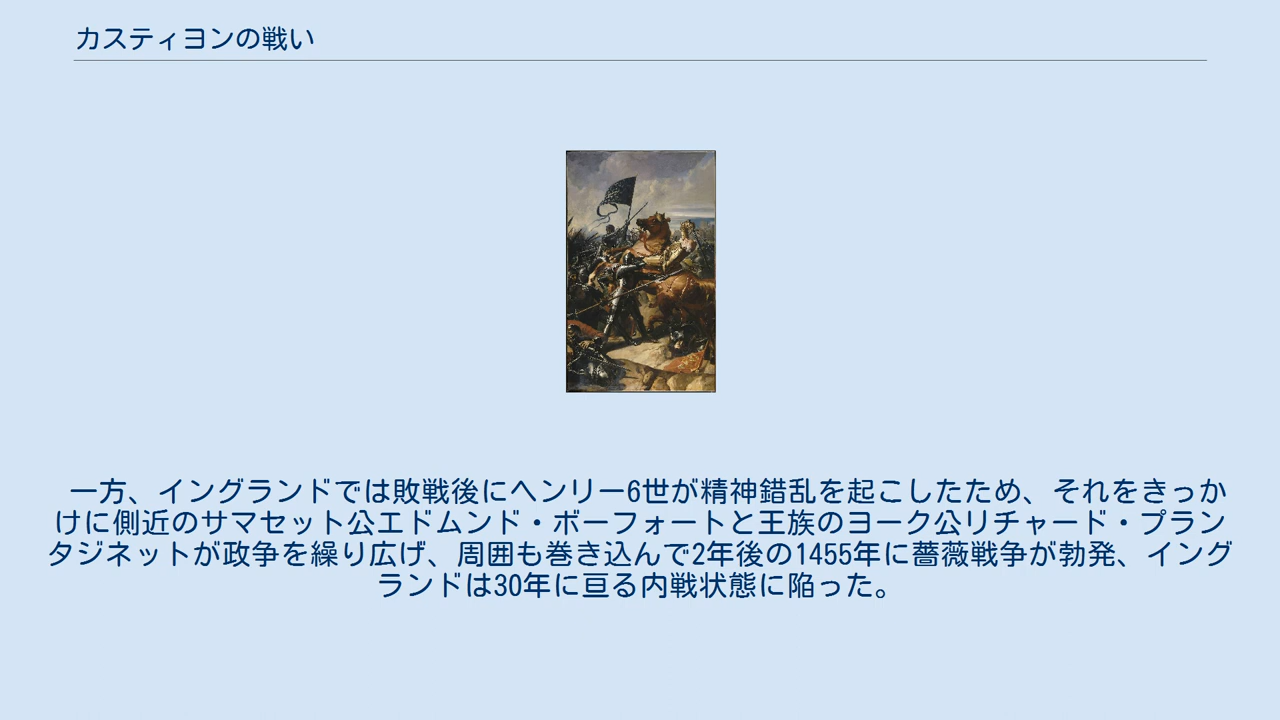 カスティヨンの戦い
一方、イングランドでは敗戦後にヘンリー6世が精神錯乱を起こしたため、それをきっか
けに側近のサマセット公エドムンド・ボーフォートと王族のヨーク公リチャード・プラン
タジネットが政争を繰り広げ、周囲も巻き込んで2年後の1455年に薔薇戦争が勃発、イング
ランドは30年に亘る内戦状態に陥った。